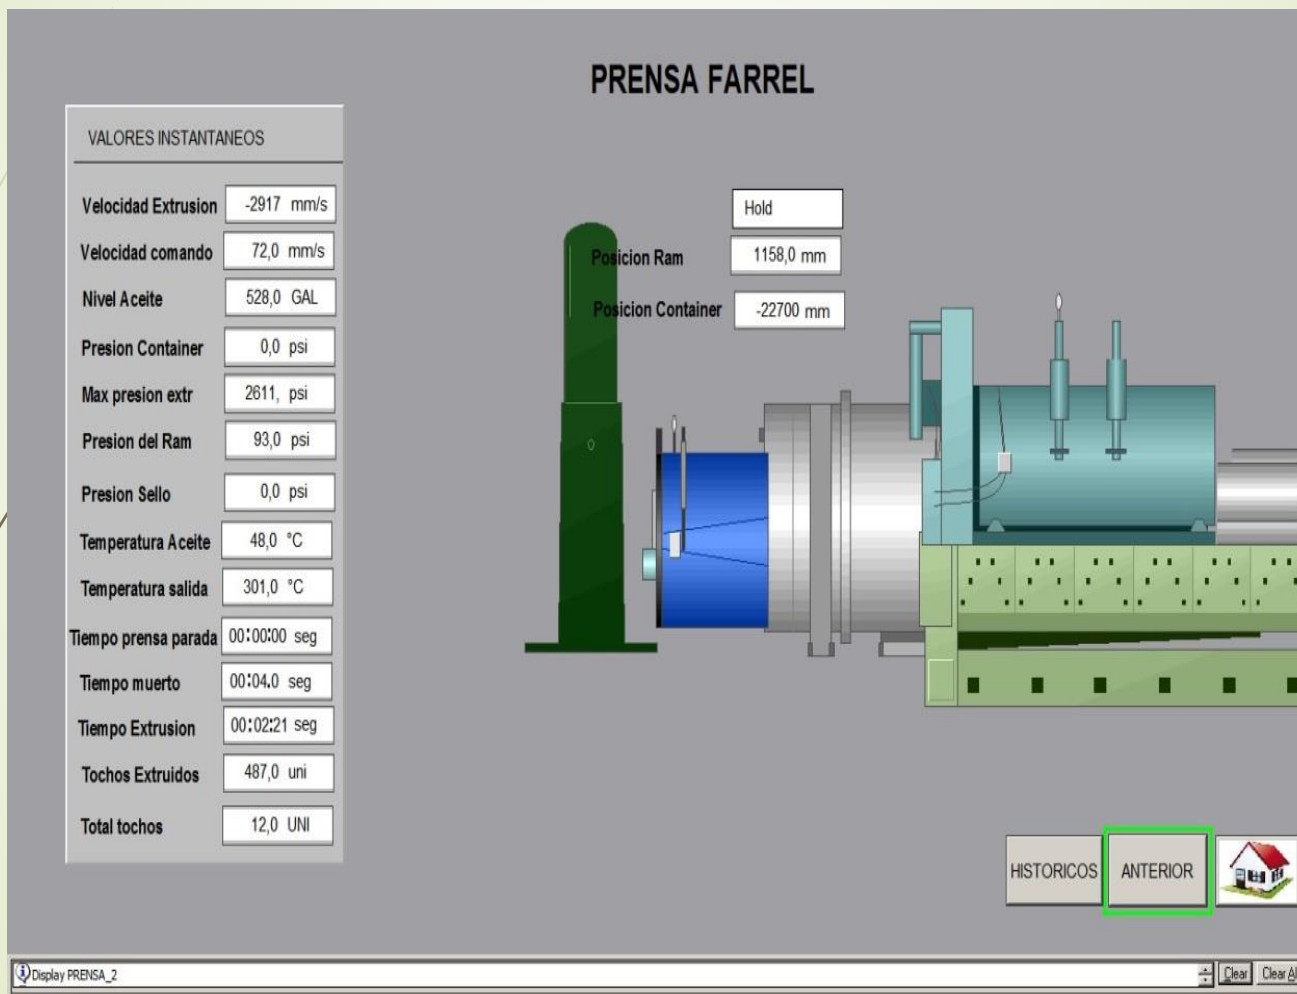 PRENSA FARREL
VALORES INSTANTANEOS
Velocidad Extrusion -2917 mm/s
Velocidad comando 72,0 mm/s
Nivel Aceite 528,0 GAL
Presion Container 0,0 psi
Max presion extr 2611, psi
Presion del Ram 93,0 psi
Presion Sello 0,0 psi
Temperatura Aceite 48,0 °C
Temperatura salida 301,0 °C
Tiempo prensa parada 00:00:00 seg
Tiempo muerto 00:04.0 seg
Tiempo Extrusion 00:02:21 seg
Tochos Extruidos 487,0 uni
Total tochos 12,0 UNI
Hold
Posicion Ram 1158,0 mm
Posicion Container -22700 mm
HISTORICOS ANTERIOR
Display PRENSA_2 Clear Clear